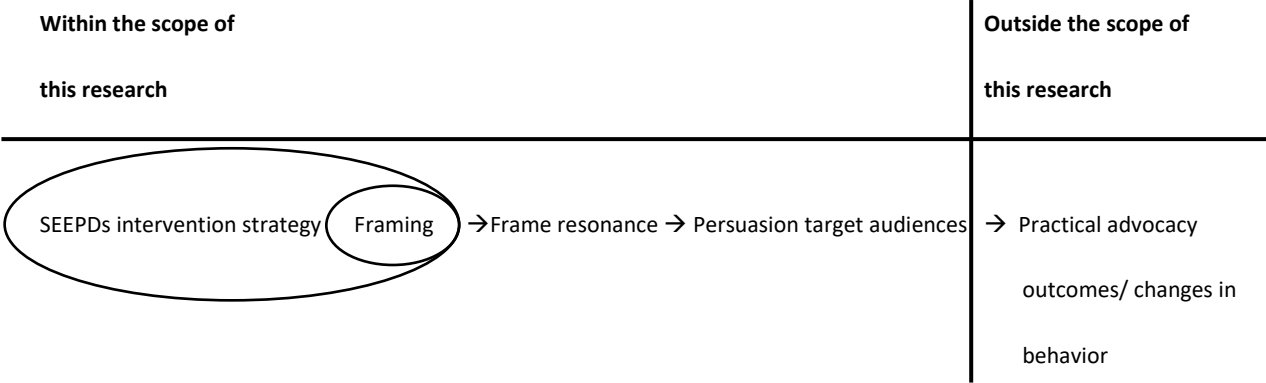 Within the scope of
this research
Outside the scope of
this research
SEEPDs intervention strategy Framing →Frame resonance → Persuasion target audiences → Practical advocacy
outcomes/ changes in
behavior